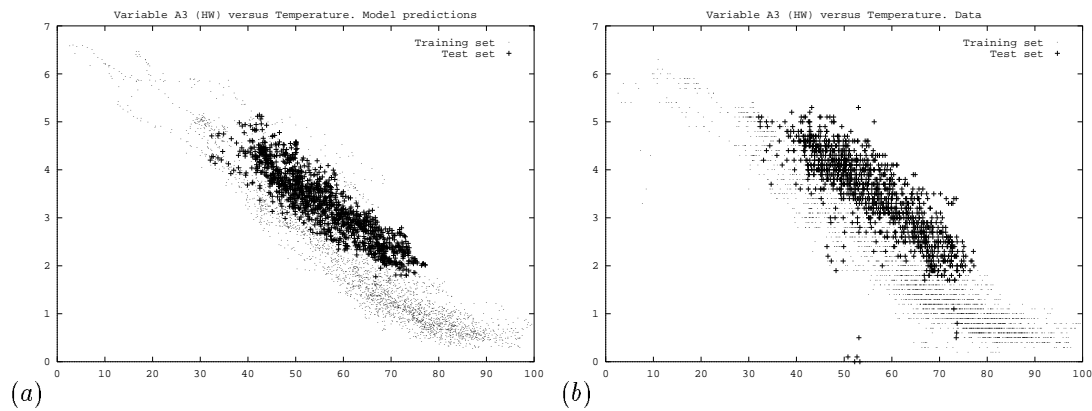 Variable A3 (HW) versus Temperature. Model predictions
7
6
5
4
3
2
1
0
Training set
Test set
0 10 20 30 40 50 60 70 80 90 100
(a)
Variable A3 (HW) versus Temperature. Data
7
6
5
4
3
2
1
0
Training set
Test set
0 10 20 30 40 50 60 70 80 90 100
(b)